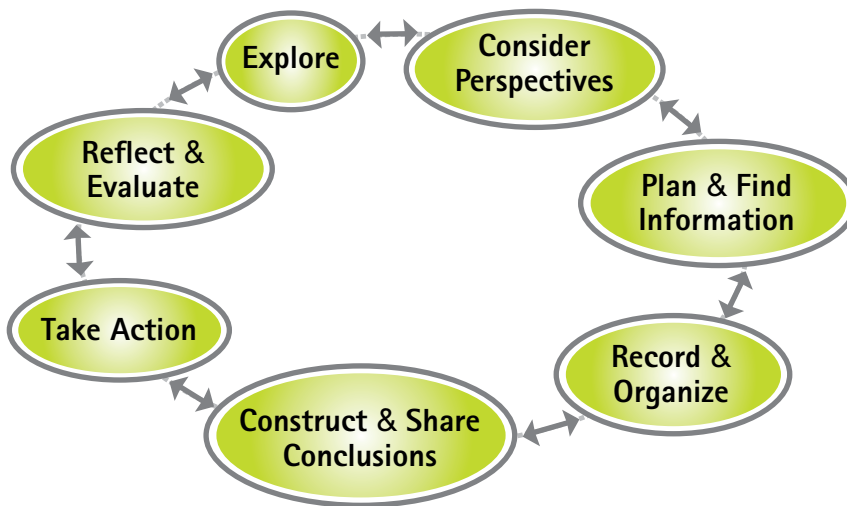 Explore
Consider
Perspectives
Plan & Find
Information
Record &
Organize
Construct & Share
Conclusions
Take Action
Reflect &
Evaluate